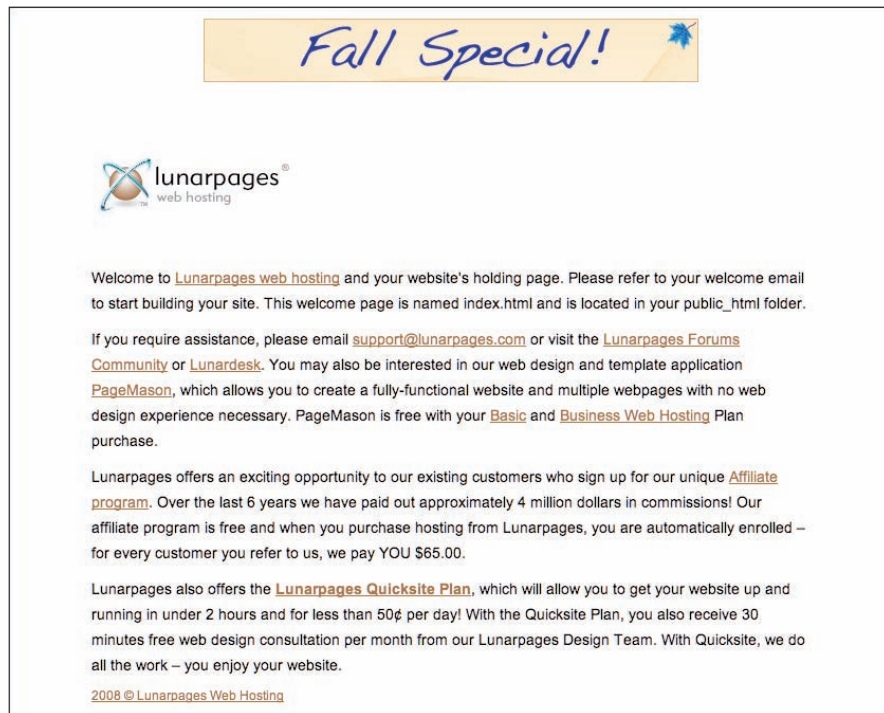 Fall Special!
lunarpages®
web hosting
TM
Welcome to Lunarpages web hosting and your website's holding page. Please refer to your welcome email
to start building your site. This welcome page is named index.html and is located in your public_html folder.
If you require assistance, please email support@lunarpages.com or visit the Lunarpages Forums
Community or Lunardesk. You may also be interested in our web design and template application
PageMason, which allows you to create a fully-functional website and multiple webpages with no web
design experience necessary. PageMason is free with your Basic and Business Web Hosting Plan
purchase.
Lunarpages offers an exciting opportunity to our existing customers who sign up for our unique Affiliate
program. Over the last 6 years we have paid out approximately 4 million dollars in commissions! Our
affiliate program is free and when you purchase hosting from Lunarpages, you are automatically enrolled –
for every customer you refer to us, we pay YOU $65.00.
Lunarpages also offers the Lunarpages Quicksite Plan, which will allow you to get your website up and
running in under 2 hours and for less than 50¢ per day! With the Quicksite Plan, you also receive 30
minutes free web design consultation per month from our Lunarpages Design Team. With Quicksite, we do
all the work – you enjoy your website.
2008 © Lunarpages Web Hosting